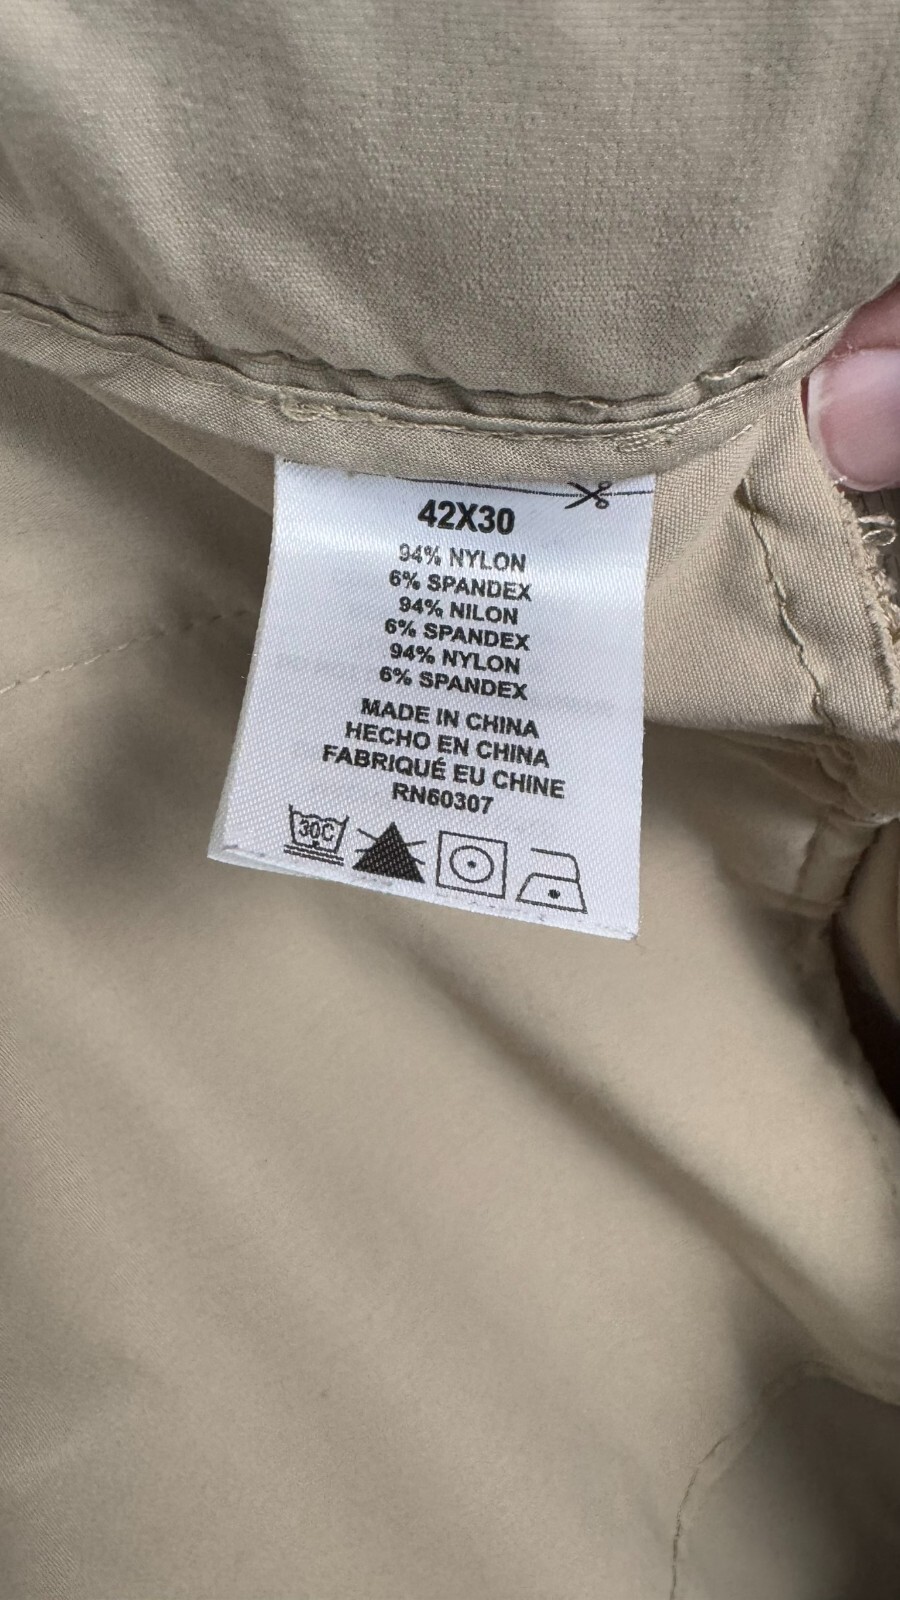 42X30
94% NYLON
6% SPANDEX
94% NILON
6% SPANDEX
94% NYLON
6% SPANDEX
MADE IN CHINA
HECHO EN CHINA
FABRIQUÉ EU CHINE
RN60307
30C